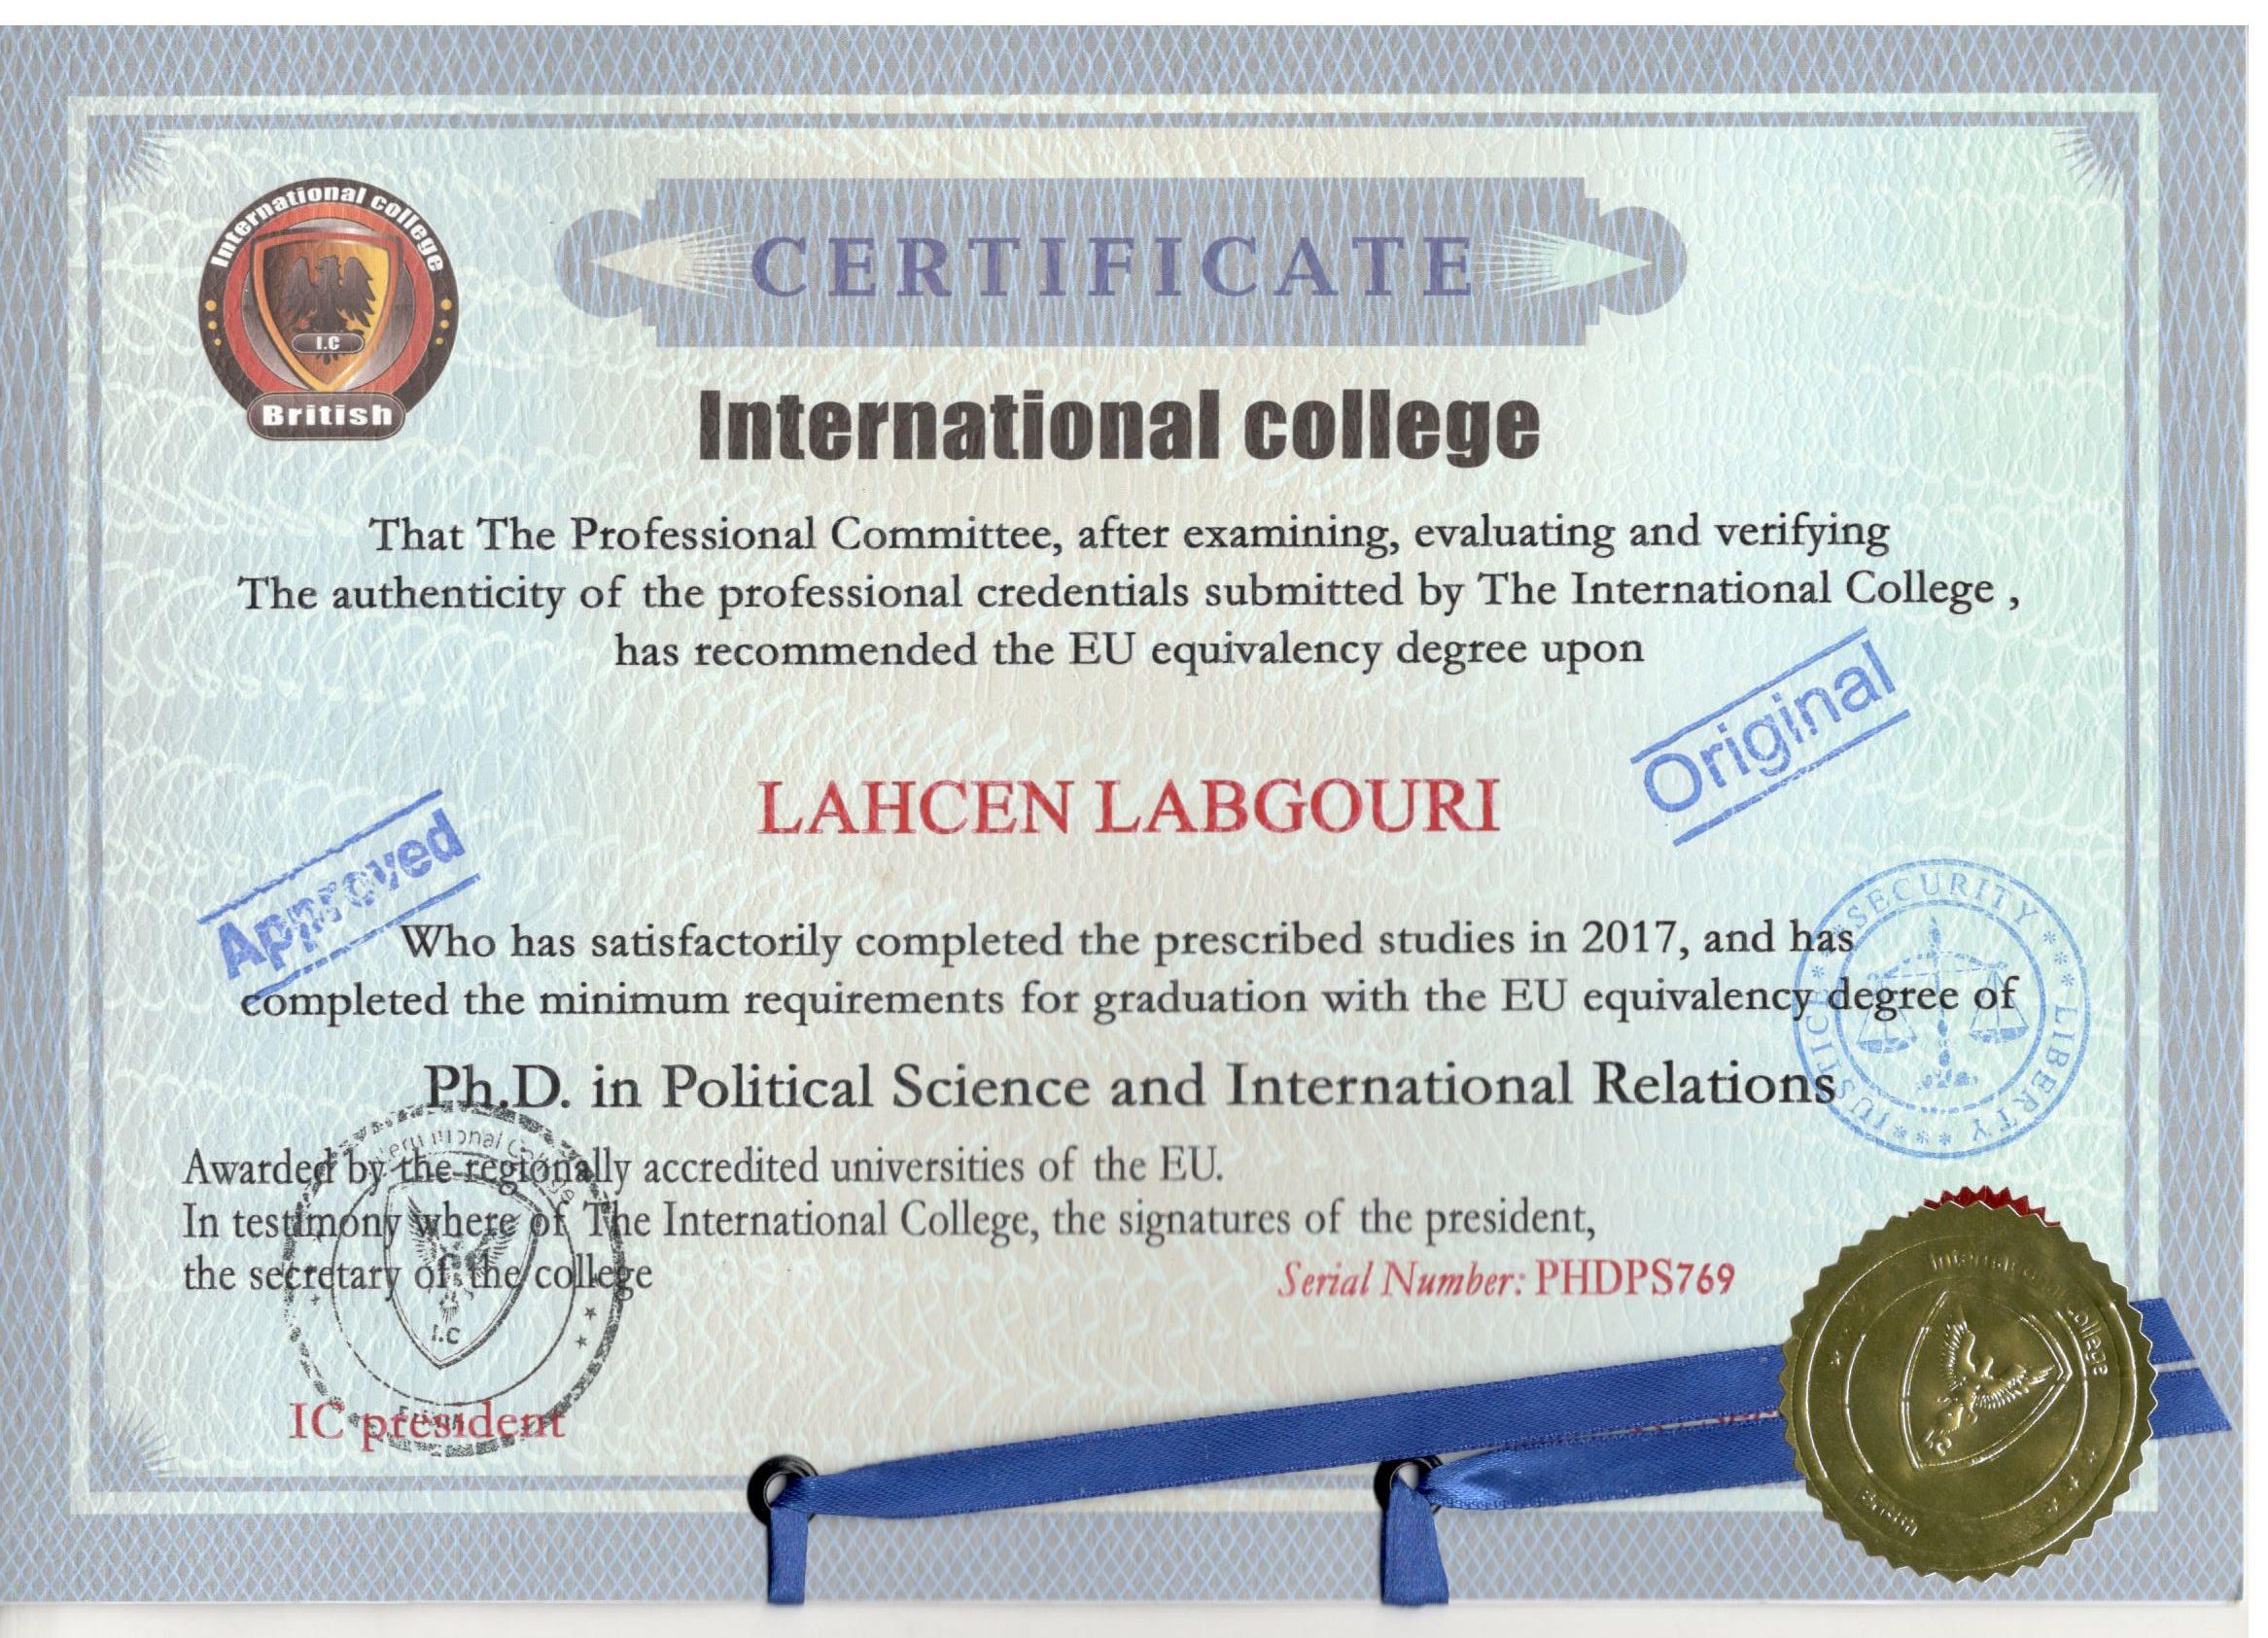 International college
I.C
British
CERTIFICATE
International college
That The Professional Committee, after examining, evaluating and verifying
The authenticity of the professional credentials submitted by The International College ,
has recommended the EU equivalency degree upon
Original
LAHCEN LABGOURI
Approved
SECURITY *** LIBERTY *** JUSTICE ***
Who has satisfactorily completed the prescribed studies in 2017, and has
completed the minimum requirements for graduation with the EU equivalency degree of
Ph.D. in Political Science and International Relations
Awarded by the regionally accredited universities of the EU.
In testimony where of The International College, the signatures of the president,
the secretary of the college
Serial Number: PHDPS769
International College
I.C
IC president
International College
British